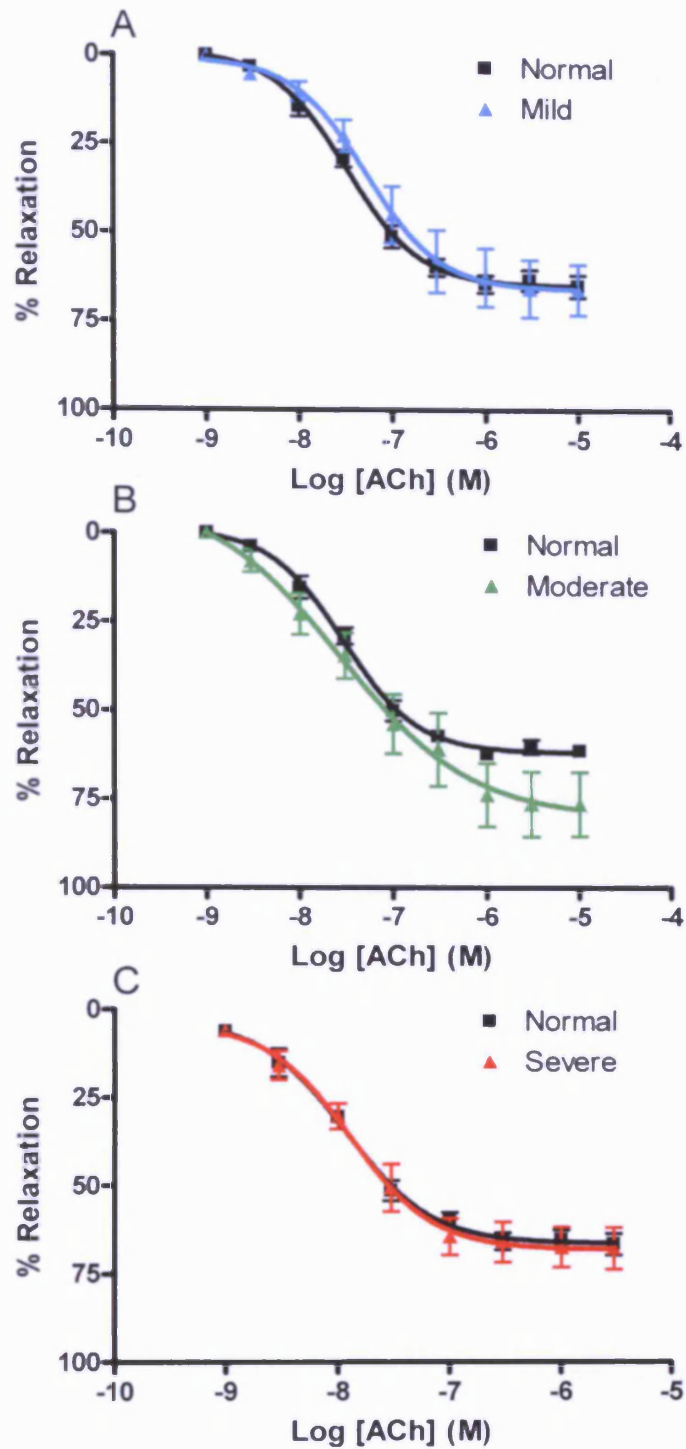 A
0
25
50
75
100
% Relaxation
Normal
Mild
-10 -9 -8 -7 -6 -5 -4
Log [ACh] (M)
B
0
25
50
75
100
% Relaxation
Normal
Moderate
-10 -9 -8 -7 -6 -5 -4
Log [ACh] (M)
C
0
25
50
75
100
% Relaxation
Normal
Severe
-10 -9 -8 -7 -6 -5
Log [ACh] (M)